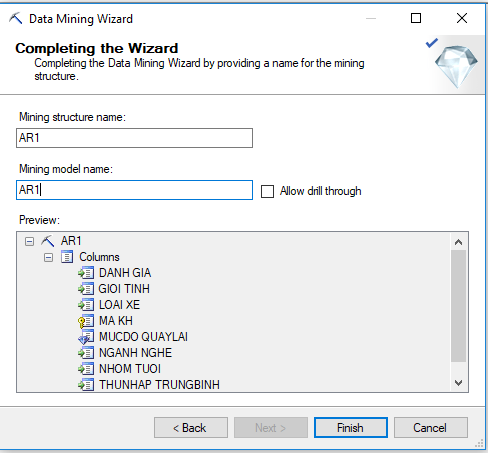 Data Mining Wizard
Completing the Wizard
Completing the Data Mining Wizard by providing a name for the mining
structure.
Mining structure name:
AR1
Mining model name:
AR1
Allow drill through
Preview:
AR1
Columns
DANH GIA
GIOI TINH
LOAI XE
MA KH
MUCDO QUAYLAI
NGANH NGHE
NHOM TUOI
THUNHAP TRUNGBINH
< Back
Next >
Finish
Cancel